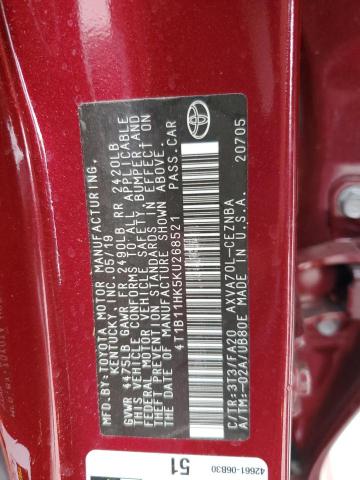 MFD. BY:TOYOTA MOTOR MANUFACTURING
KENTUCKY, INC. 05/19
GVWR 4475LB GAWR FR 2490LB RR 2420LB
THIS VEHICLE CONFORMS TO ALL APPLICABLE
FEDERAL MOTOR VEHICLE SAFETY, BUMPER AND
THEFT PREVENTION STANDARDS IN EFFECT ON
THE DATE OF MANUFACTURE SHOWN ABOVE.
4T1B11HK5KU268521 PASS.CAR
C/TR:3T3/FA20 AXVA70L-CEZNBA
A/TM:-02A/UB80E MADE IN U.S.A.
20705
TOYOTA
42661-06B30
51